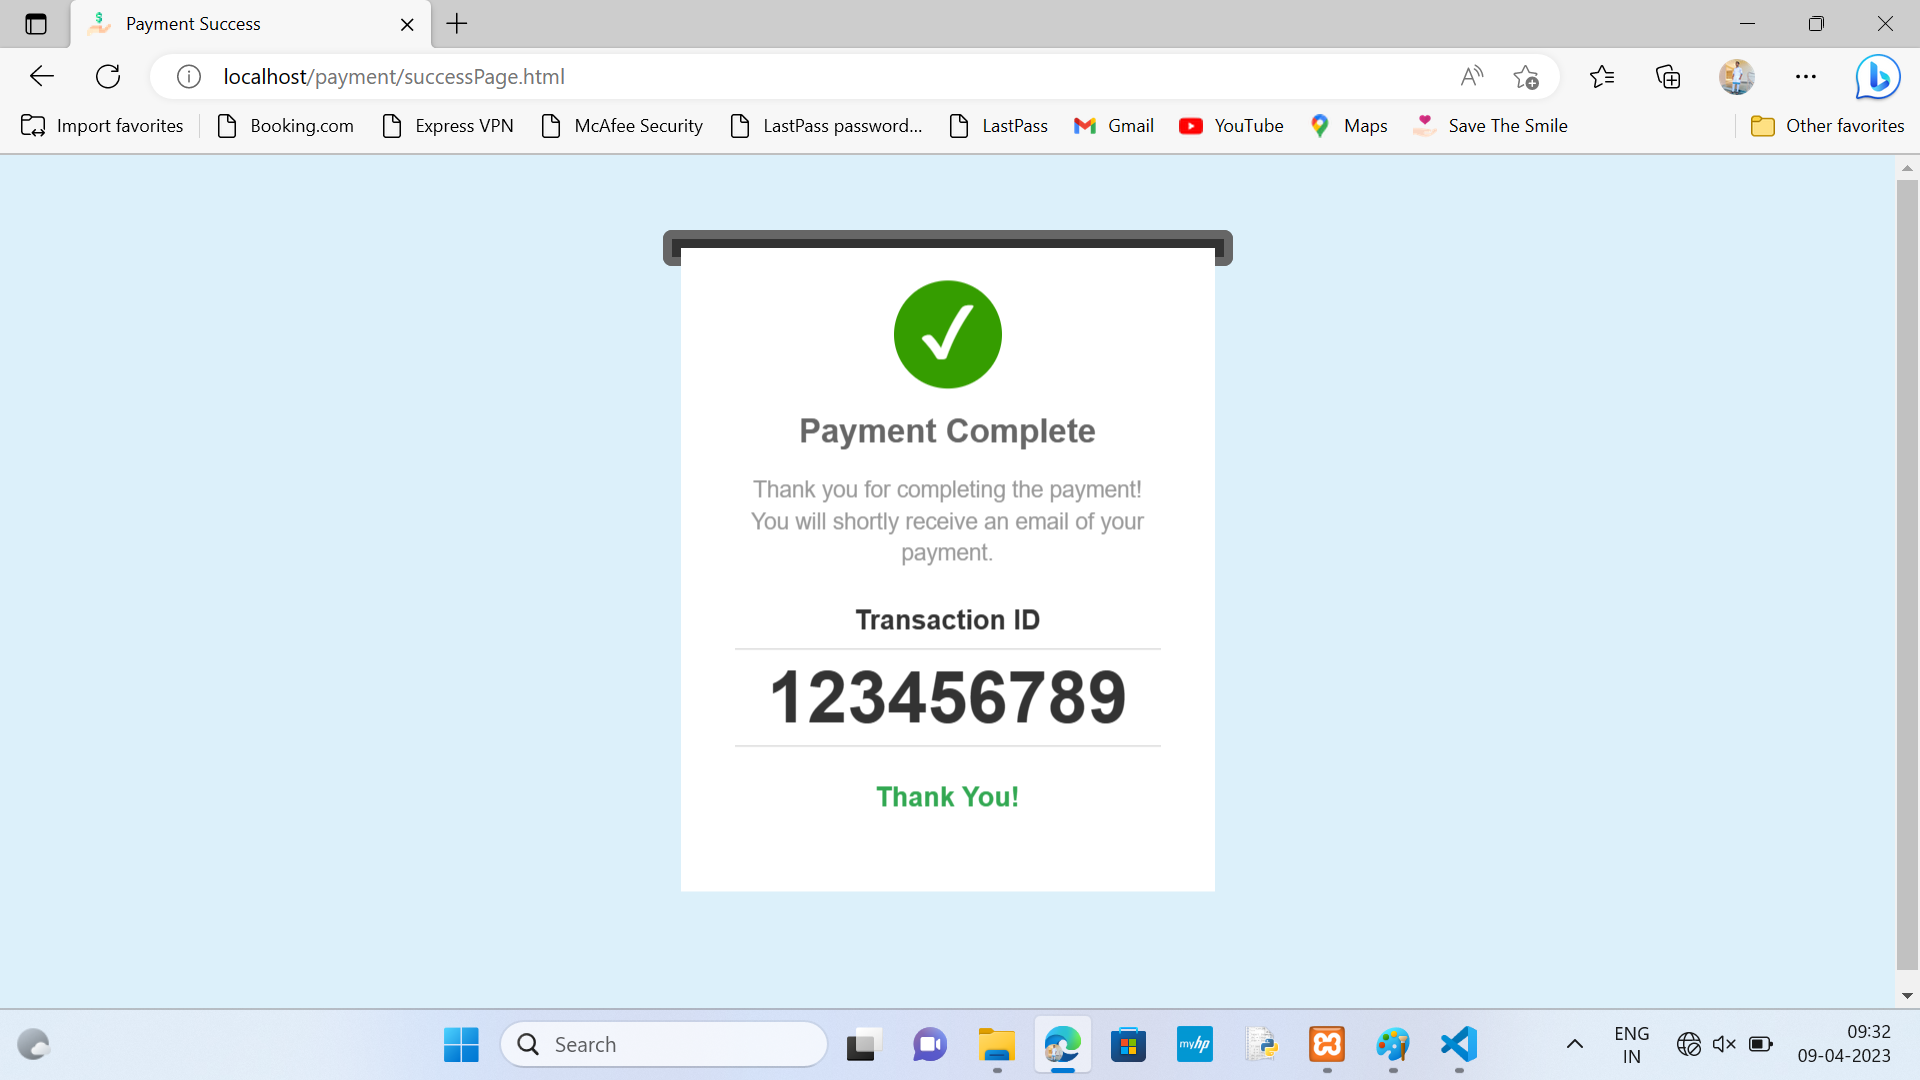 Payment Success
localhost/payment/successPage.html
Import favorites
Booking.com
Express VPN
McAfee Security
LastPass password...
LastPass
Gmail
YouTube
Maps
Save The Smile
Other favorites
Payment Complete
Thank you for completing the payment!
You will shortly receive an email of your
payment.
Transaction ID
123456789
Thank You!
Search
myhp
ENG
IN
09:32
09-04-2023